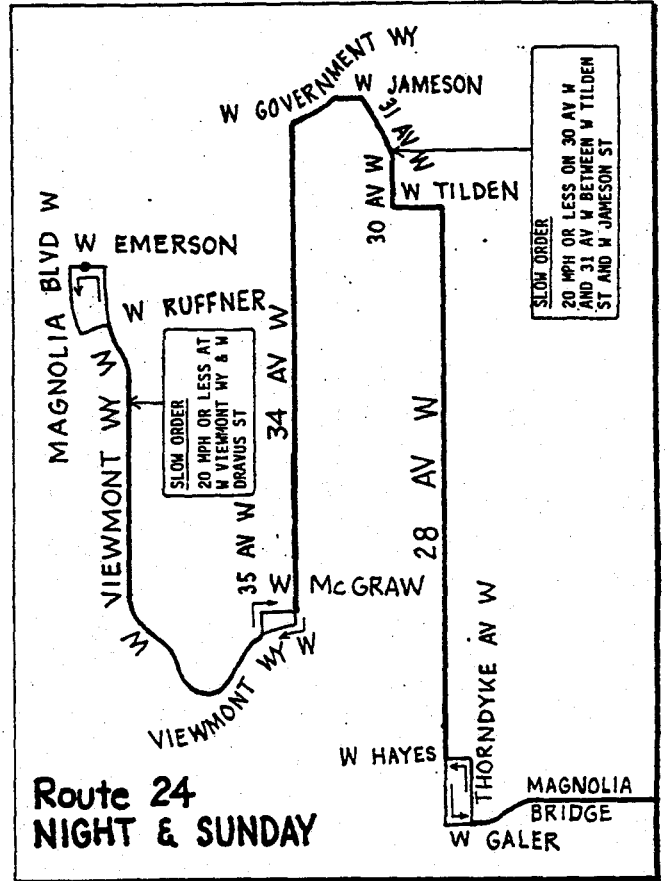 W GOVERNMENT WY
W JAMESON
31 AV W
30 AV W
W TILDEN
SLOW ORDER
20 MPH OR LESS ON 30 AV W
AND 31 AV W BETWEEN W TILDEN
ST AND W JAMESON ST
MAGNOLIA BLVD W
W EMERSON
W RUFFNER
VIEWMONT WY W
SLOW ORDER
20 MPH OR LESS AT
W VIEWMONT WY & W
DRAVUS ST
34 AV W
28 AV W
35 AV W
W McGRAW
W
VIEWMONT WY W
THORNDYKE AV W
W HAYES
MAGNOLIA
BRIDGE
W GALER
Route 24
NIGHT & SUNDAY